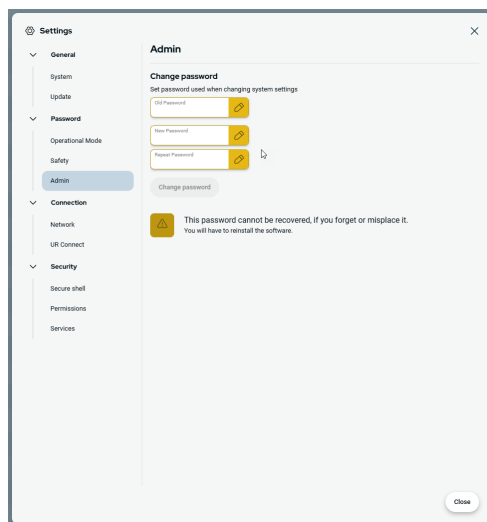 Settings
General
System
Update
Password
Operational Mode
Safety
Admin
Connection
Network
UR Connect
Security
Secure shell
Permissions
Services
Admin
Change password
Set password used when changing system settings
Old Password
New Password
Repeat Password
Change password
This password cannot be recovered, if you forget or misplace it.
You will have to reinstall the software.
Close